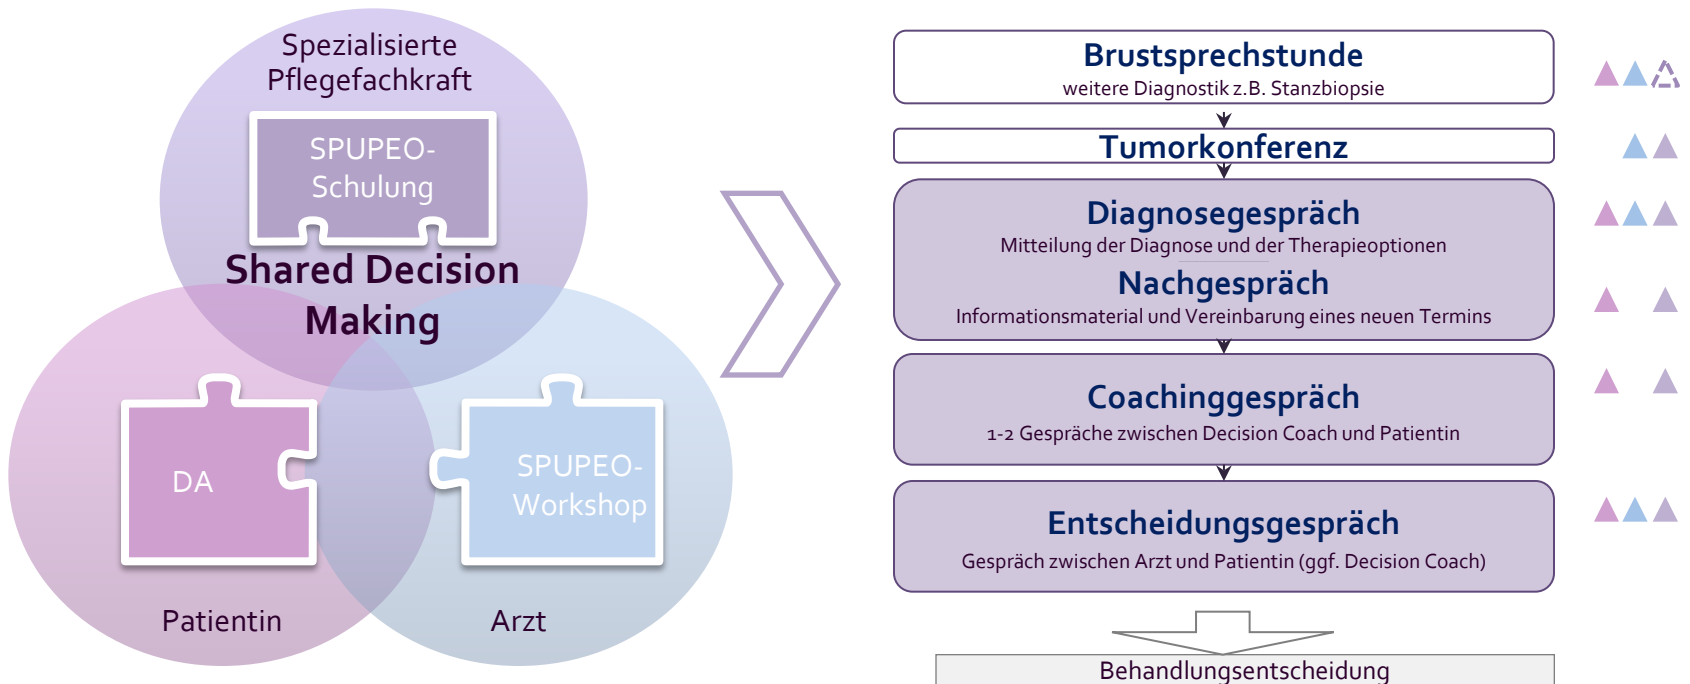 Spezialisierte
Pflegefachkraft
SPUPEO-
Schulung
Shared Decision
Making
DA
SPUPEO-
Workshop
Patientin
Arzt
Brustsprechstunde
weitere Diagnostik z.B. Stanzbiopsie
Tumorkonferenz
Diagnosegespräch
Mitteilung der Diagnose und der Therapieoptionen
Nachgespräch
Informationsmaterial und Vereinbarung eines neuen Termins
Coachinggespräch
1-2 Gespräche zwischen Decision Coach und Patientin
Entscheidungsgespräch
Gespräch zwischen Arzt und Patientin (ggf. Decision Coach)
Behandlungsentscheidung